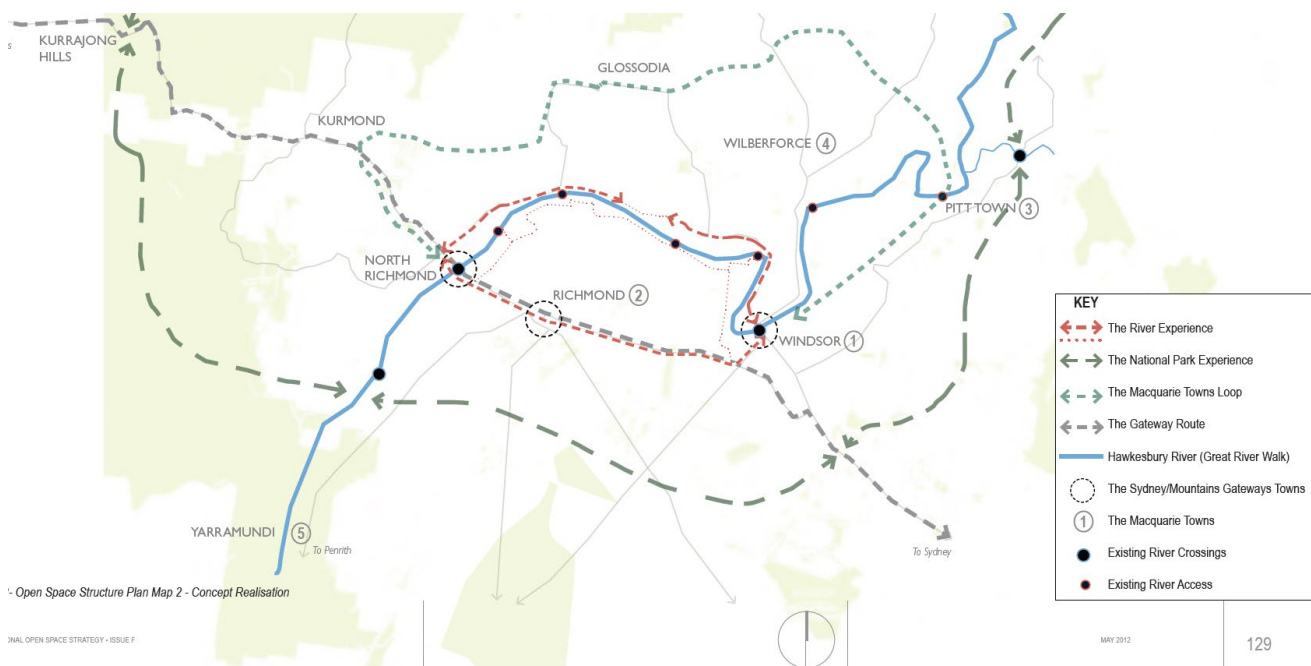 KURRAJONG
HILLS
GLOSSODIA
KURMOND
WILBERFORCE 4
PITT TOWN 3
NORTH
RICHMOND
RICHMOND 2
WINDSOR 1
YARRAMUNDI 5
To Penrith
To Sydney
KEY
The River Experience
The National Park Experience
The Macquarie Towns Loop
The Gateway Route
Hawkesbury River (Great River Walk)
The Sydney/Mountains Gateways Towns
1 The Macquarie Towns
Existing River Crossings
Existing River Access
- Open Space Structure Plan Map 2 - Concept Realisation
ONAL OPEN SPACE STRATEGY • ISSUE F
MAY 2012
129